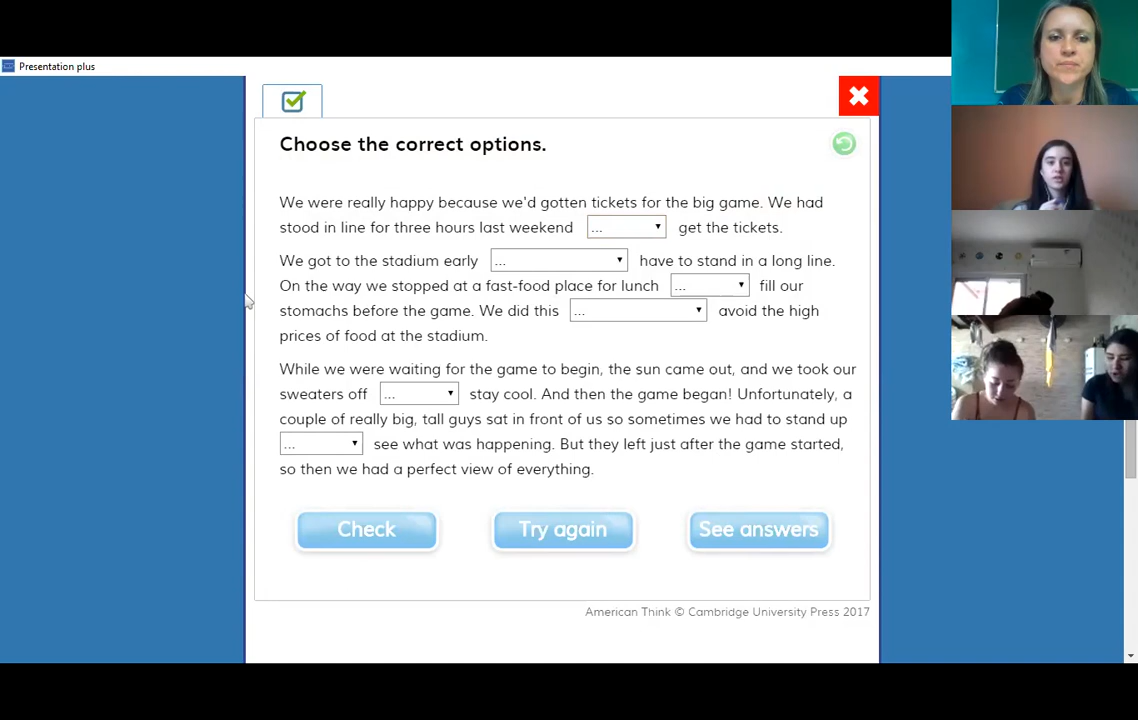 Presentation plus
Choose the correct options.
We were really happy because we'd gotten tickets for the big game. We had
stood in line for three hours last weekend ... get the tickets.
We got to the stadium early ... have to stand in a long line.
On the way we stopped at a fast-food place for lunch ... fill our
stomachs before the game. We did this ... avoid the high
prices of food at the stadium.
While we were waiting for the game to begin, the sun came out, and we took our
sweaters off ... stay cool. And then the game began! Unfortunately, a
couple of really big, tall guys sat in front of us so sometimes we had to stand up
... see what was happening. But they left just after the game started,
so then we had a perfect view of everything.
Check Try again See answers
American Think © Cambridge University Press 2017